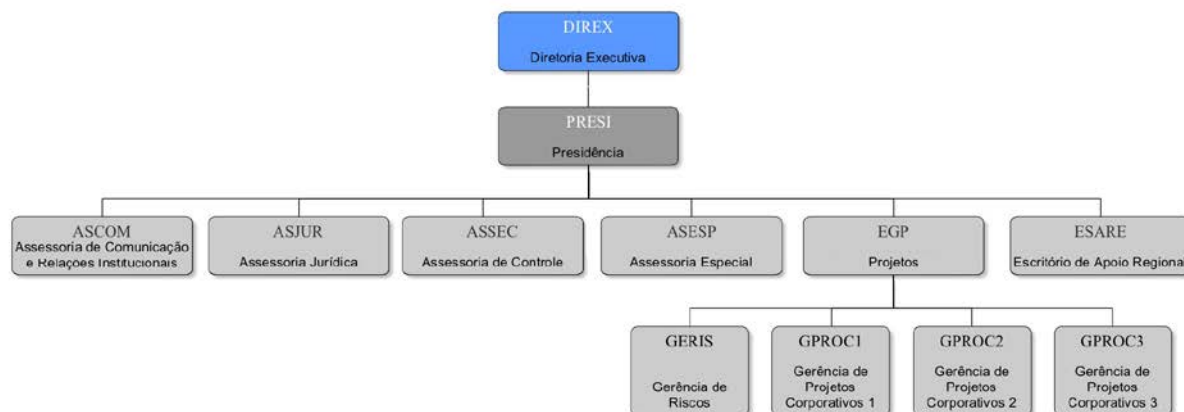 DIREX
Diretoria Executiva
PRESI
Presidência
ASCOM
Assessoria de Comunicação
e Relações Institucionais
ASJUR
Assessoria Jurídica
ASSEC
Assessoria de Controle
ASESP
Assessoria Especial
EGP
Projetos
ESARE
Escritório de Apoio Regional
GERIS
Gerência de
Riscos
GPROC1
Gerência de
Projetos
Corporativos 1
GPROC2
Gerência de
Projetos
Corporativos 2
GPROC3
Gerência de
Projetos
Corporativos 3